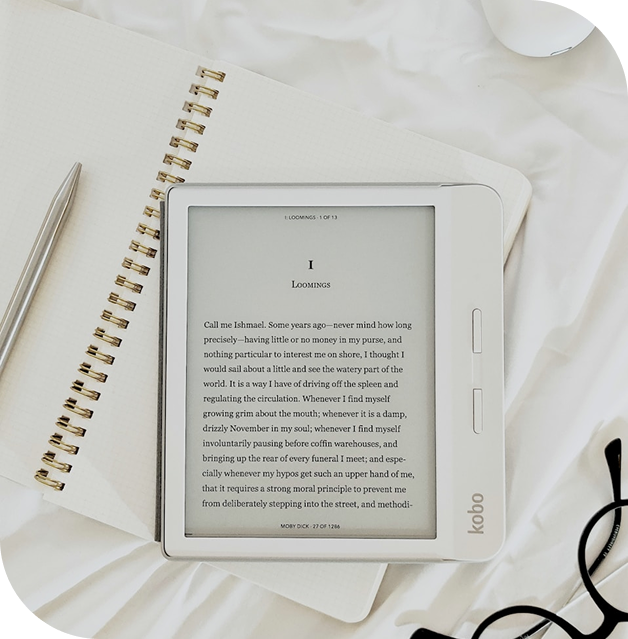 1: LOOMINGS · 1 OF 13
I
Loomings
Call me Ishmael. Some years ago—never mind how long
precisely—having little or no money in my purse, and
nothing particular to interest me on shore, I thought I
would sail about a little and see the watery part of the
world. It is a way I have of driving off the spleen and
regulating the circulation. Whenever I find myself
growing grim about the mouth; whenever it is a damp,
drizzly November in my soul; whenever I find myself
involuntarily pausing before coffin warehouses, and
bringing up the rear of every funeral I meet; and espe-
cially whenever my hypos get such an upper hand of me,
that it requires a strong moral principle to prevent me
from deliberately stepping into the street, and methodi-
MOBY DICK · 27 OF 1286
kobo